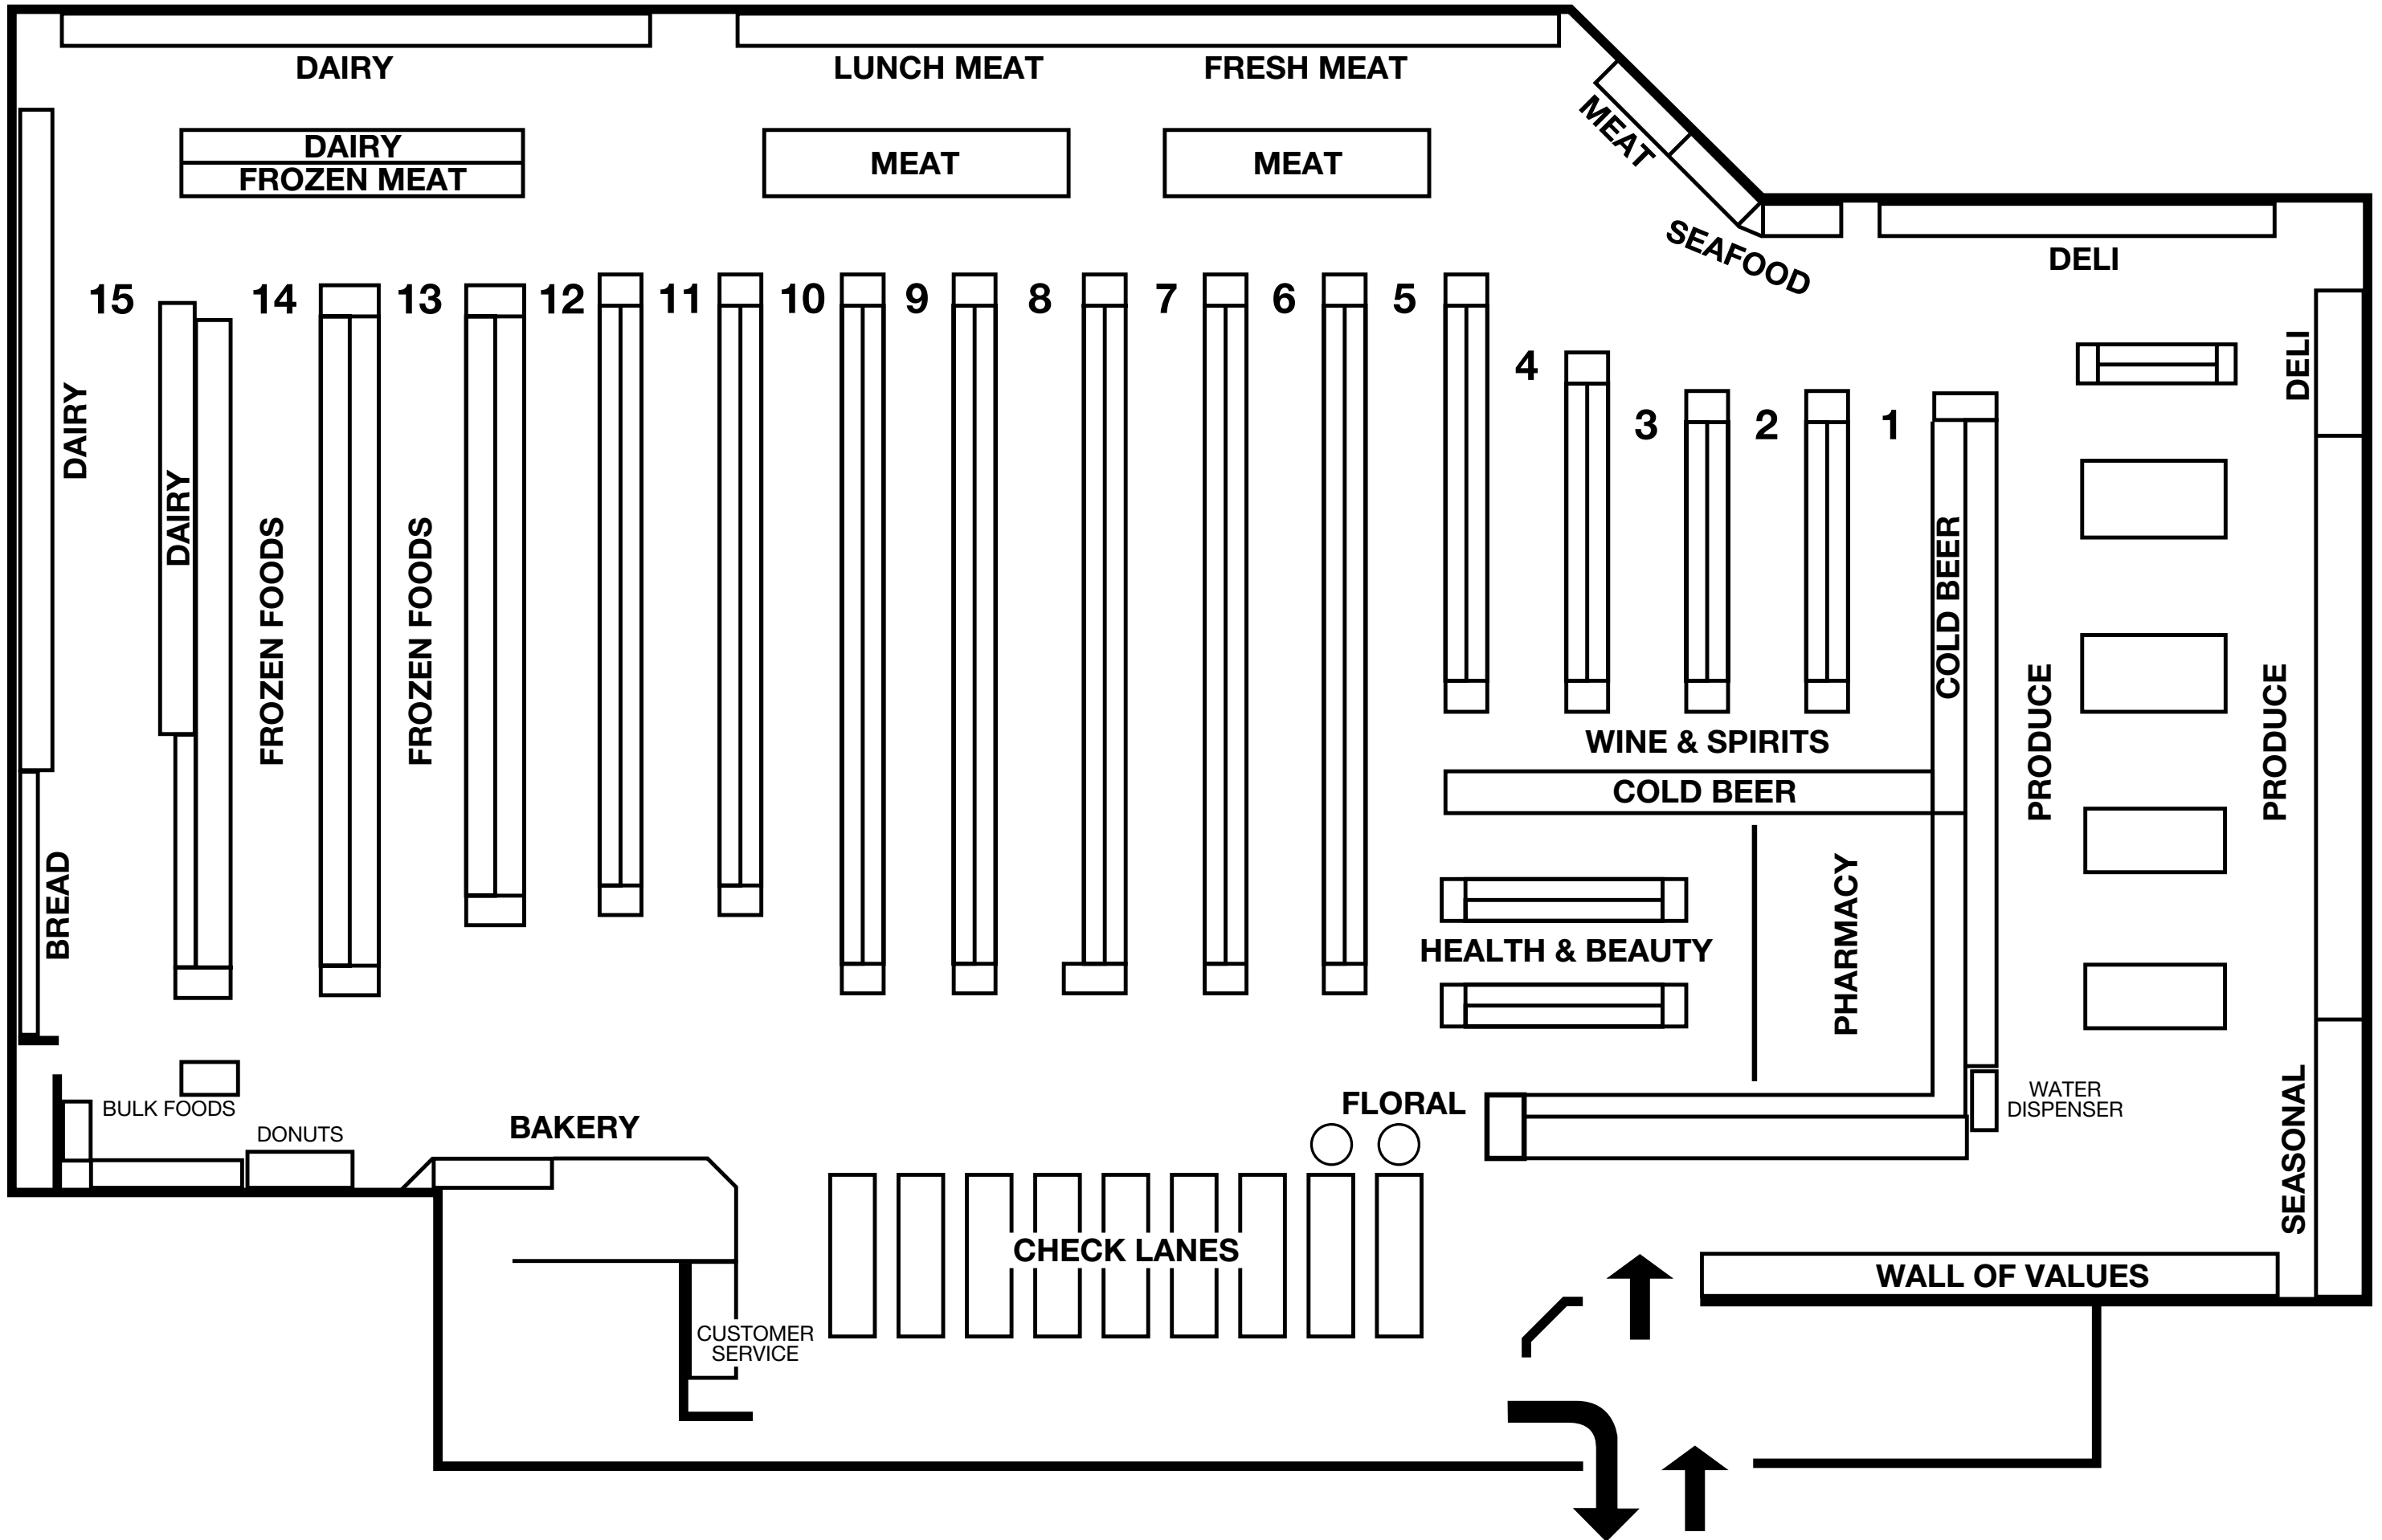 DAIRY
LUNCH MEAT
FRESH MEAT
MEAT
DAIRY
FROZEN MEAT
MEAT
MEAT
SEAFOOD
DELI
15
14
13
12
11
10
9
8
7
6
5
4
3
2
1
DELI
DAIRY
DAIRY
FROZEN FOODS
FROZEN FOODS
COLD BEER
PRODUCE
PRODUCE
WINE & SPIRITS
COLD BEER
BREAD
HEALTH & BEAUTY
PHARMACY
BULK FOODS
DONUTS
BAKERY
FLORAL
WATER
DISPENSER
SEASONAL
CHECK LANES
WALL OF VALUES
CUSTOMER
SERVICE